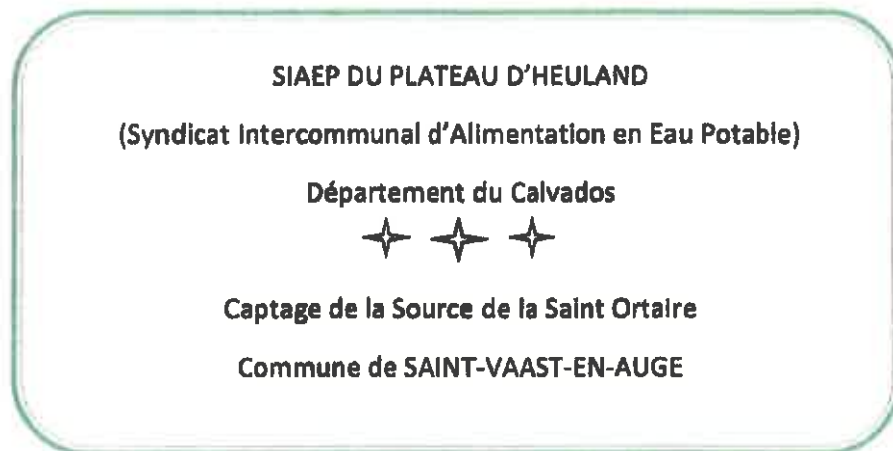 SIAEP DU PLATEAU D'HEULAND
(Syndicat Intercommunal d'Alimentation en Eau Potable)
Département du Calvados
Captage de la Source de la Saint Ortaire
Commune de SAINT-VAAST-EN-AUGE